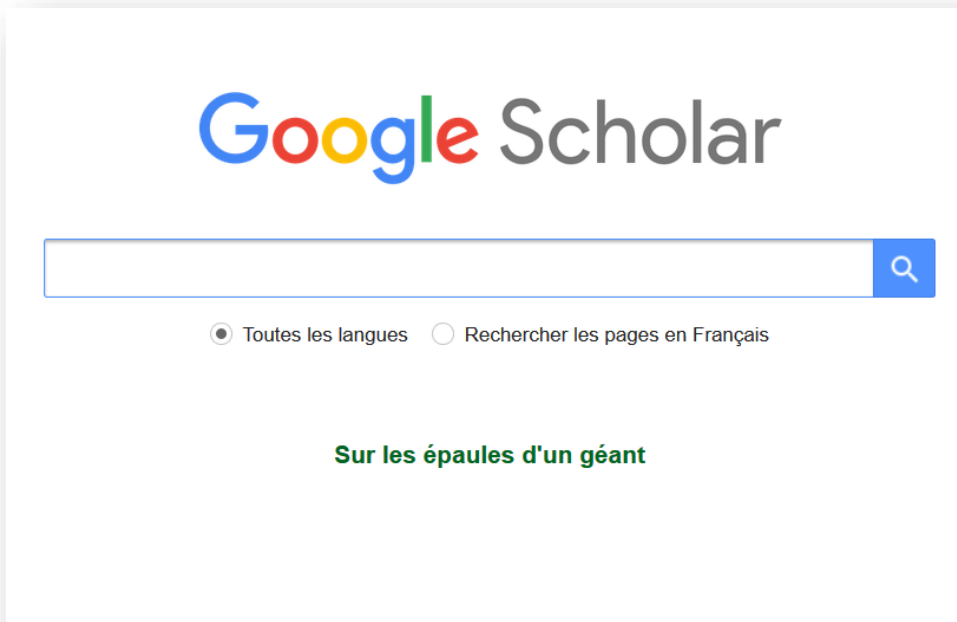 Google Scholar
Toutes les langues Rechercher les pages en Français
Sur les épaules d'un géant